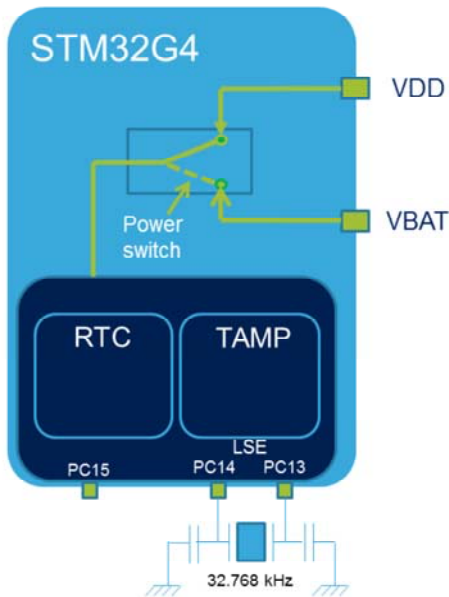 STM32G4
VDD
VBAT
Power
switch
RTC
TAMP
LSE
PC15
PC14
PC13
32.768 kHz